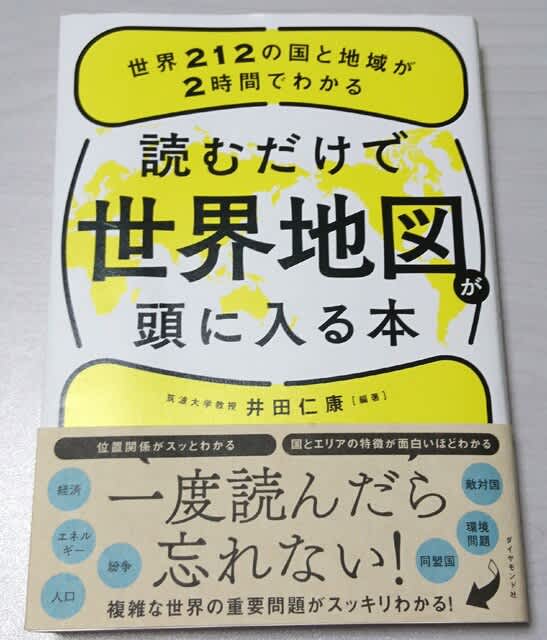 世界212の国と地域が
2時間でわかる
読むだけで
世界地図が
頭に入る本
筑波大学教授 井田仁康 [編著]
位置関係がスッとわかる
国とエリアの特徴が面白いほどわかる
一度読んだら
忘れない!
経済
エネル
ギー
紛争
人口
敵対国
環境
問題
同盟国
複雑な世界の重要問題がスッキリわかる!
ダイヤモンド社